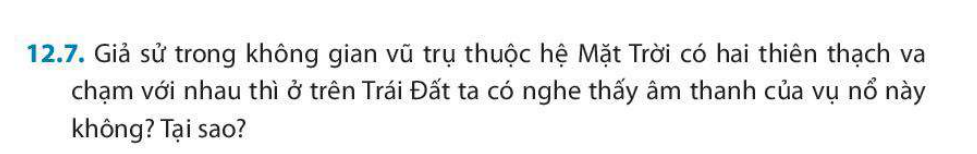 12.7. Giả sử trong không gian vũ trụ thuộc hệ Mặt Trời có hai thiên thạch va
chạm với nhau thì ở trên Trái Đất ta có nghe thấy âm thanh của vụ nổ này
không? Tại sao?